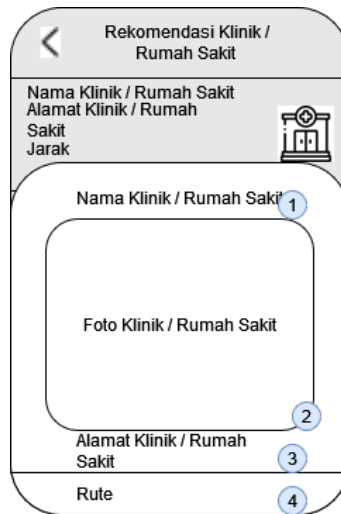 Rekomendasi Klinik /
Rumah Sakit
Nama Klinik / Rumah Sakit
Alamat Klinik / Rumah
Sakit
Jarak
Nama Klinik / Rumah Sakit
1
Foto Klinik / Rumah Sakit
2
Alamat Klinik / Rumah
Sakit
3
Rute
4